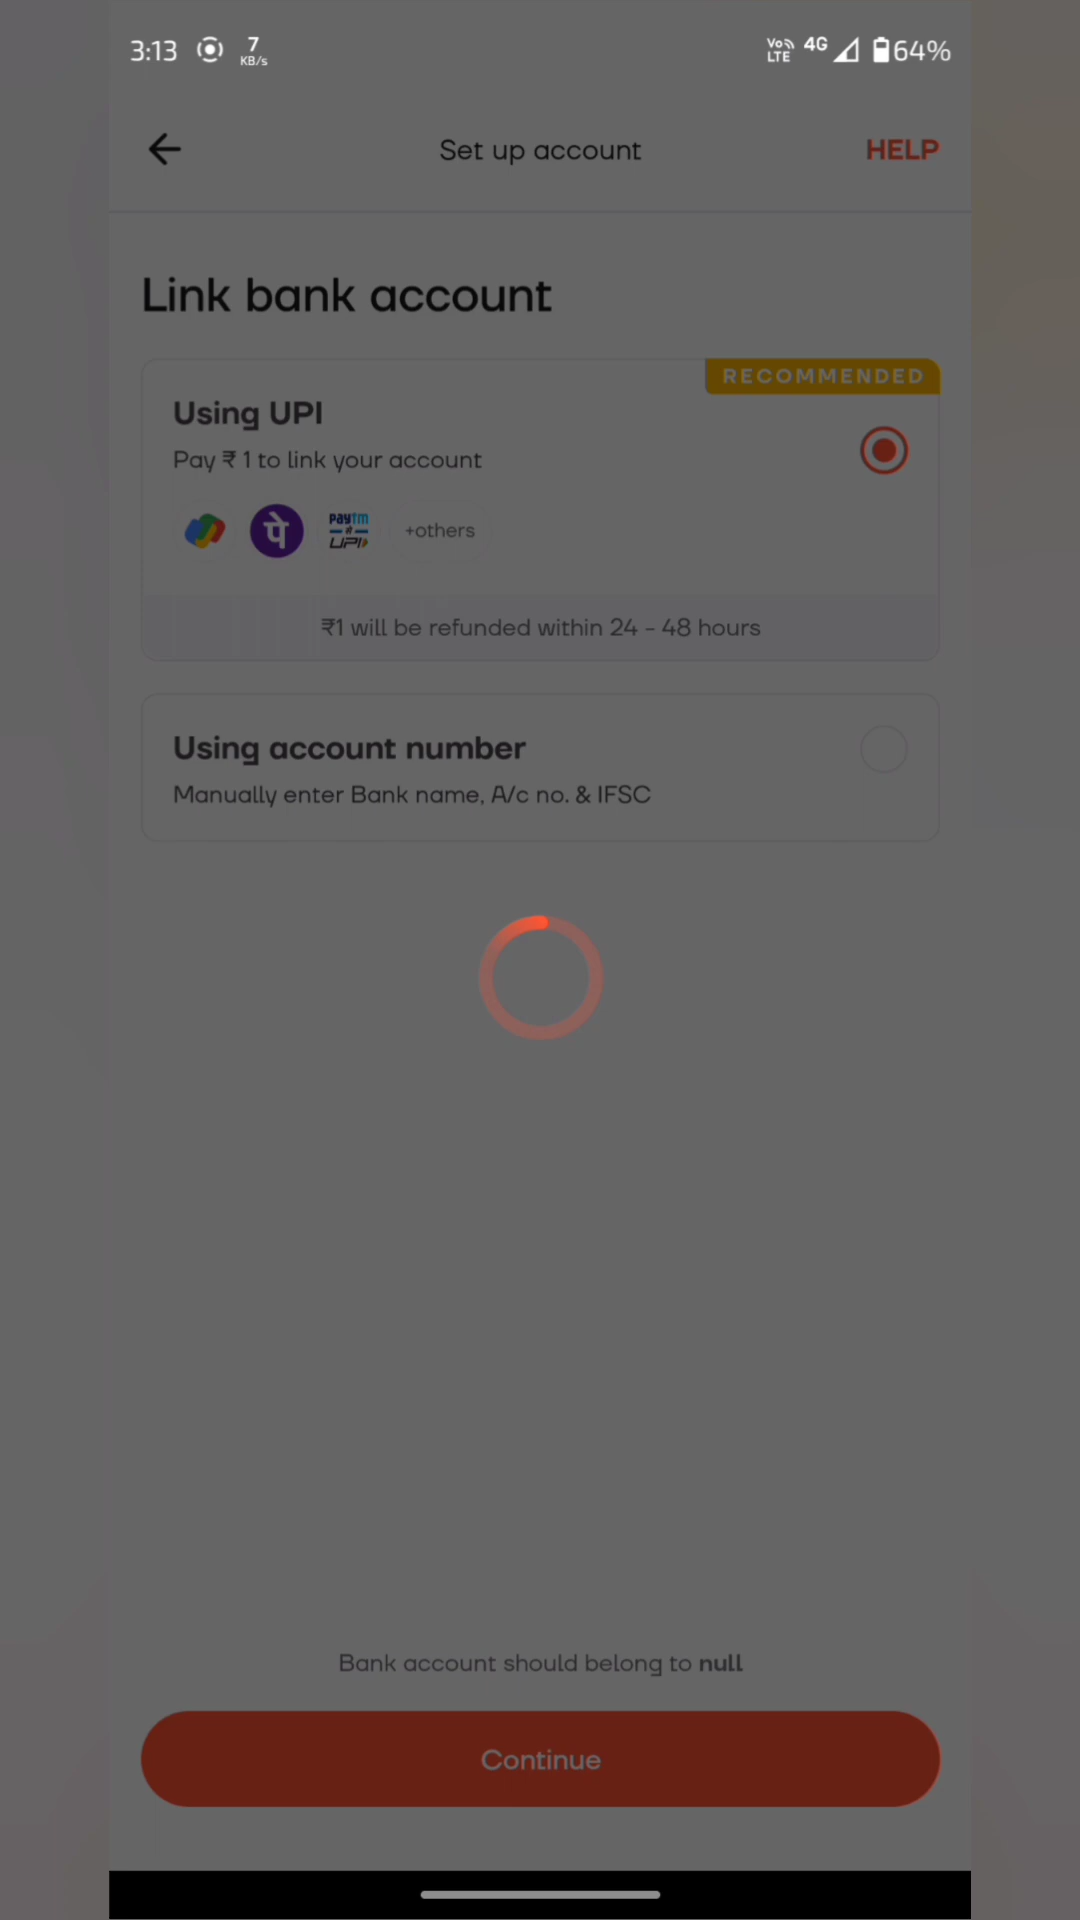 3:13 7 KB/s Vo LTE 4G 64%
Set up account HELP
Link bank account
RECOMMENDED
Using UPI
Pay ₹ 1 to link your account
पे paytm से UPI +others
₹1 will be refunded within 24 - 48 hours
Using account number
Manually enter Bank name, A/c no. & IFSC
Bank account should belong to null
Continue